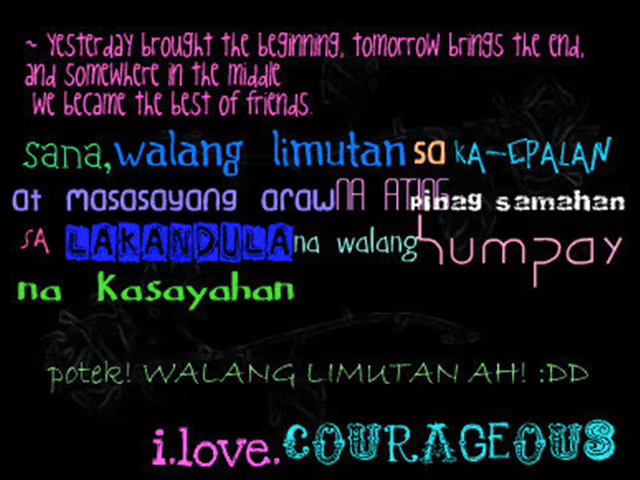 ~ Yesterday brought the beginning, tomorrow brings the end,
and somewhere in the middle
we became the best of friends.
sana, walang limutan sa KA-EPALAN
at masasayang araw NA ATING pinag samahan
SA LAKANDULA na walang humpay
na Kasayahan
potek! WALANG LIMUTAN AH! :DD
i.love.COURAGEOUS